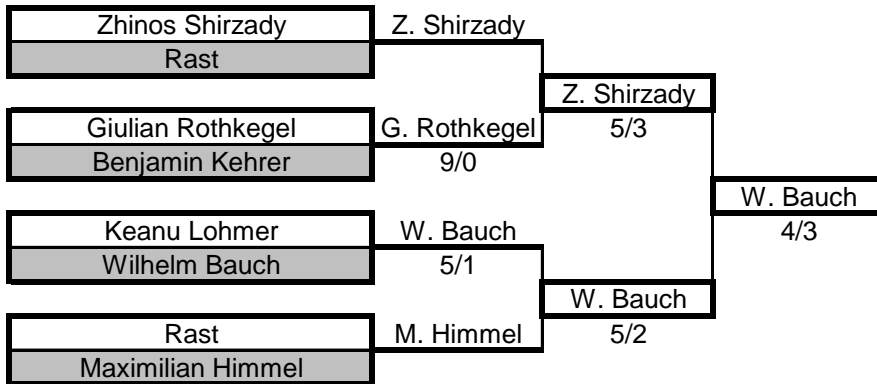 Zhinos Shirzady Z. Shirzady
Rast
Z. Shirzady
Giulian Rothkegel G. Rothkegel 5/3
Benjamin Kehrer 9/0
W. Bauch
Keanu Lohmer W. Bauch 4/3
Wilhelm Bauch 5/1
W. Bauch
Rast M. Himmel 5/2
Maximilian Himmel